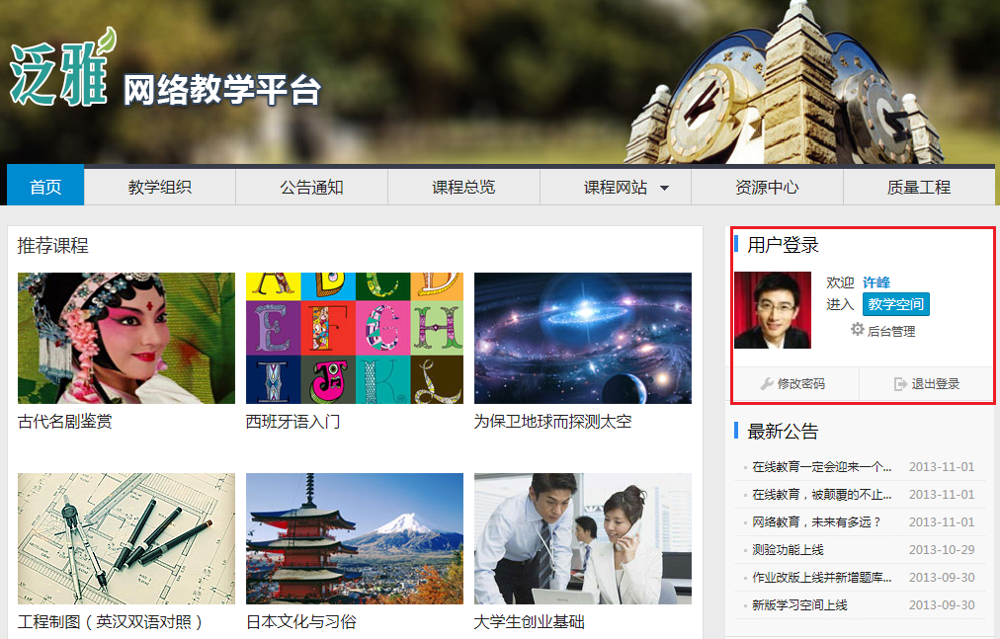 泛雅 网络教学平台
首页 教学组织 公告通知 课程总览 课程网站 资源中心 质量工程
推荐课程
A B C D
E F G H
I J K L
古代名剧鉴赏 西班牙语入门 为保卫地球而探测太空
工程制图（英汉双语对照） 日本文化与习俗 大学生创业基础
用户登录
欢迎 许峰
进入 教学空间
后台管理
修改密码 退出登录
最新公告
在线教育一定会迎来一个... 2013-11-01
在线教育，被颠覆的不止... 2013-11-01
网络教育，未来有多远？ 2013-11-01
测验功能上线 2013-10-29
作业改版上线并新增题库... 2013-09-30
新版学习空间上线 2013-09-30